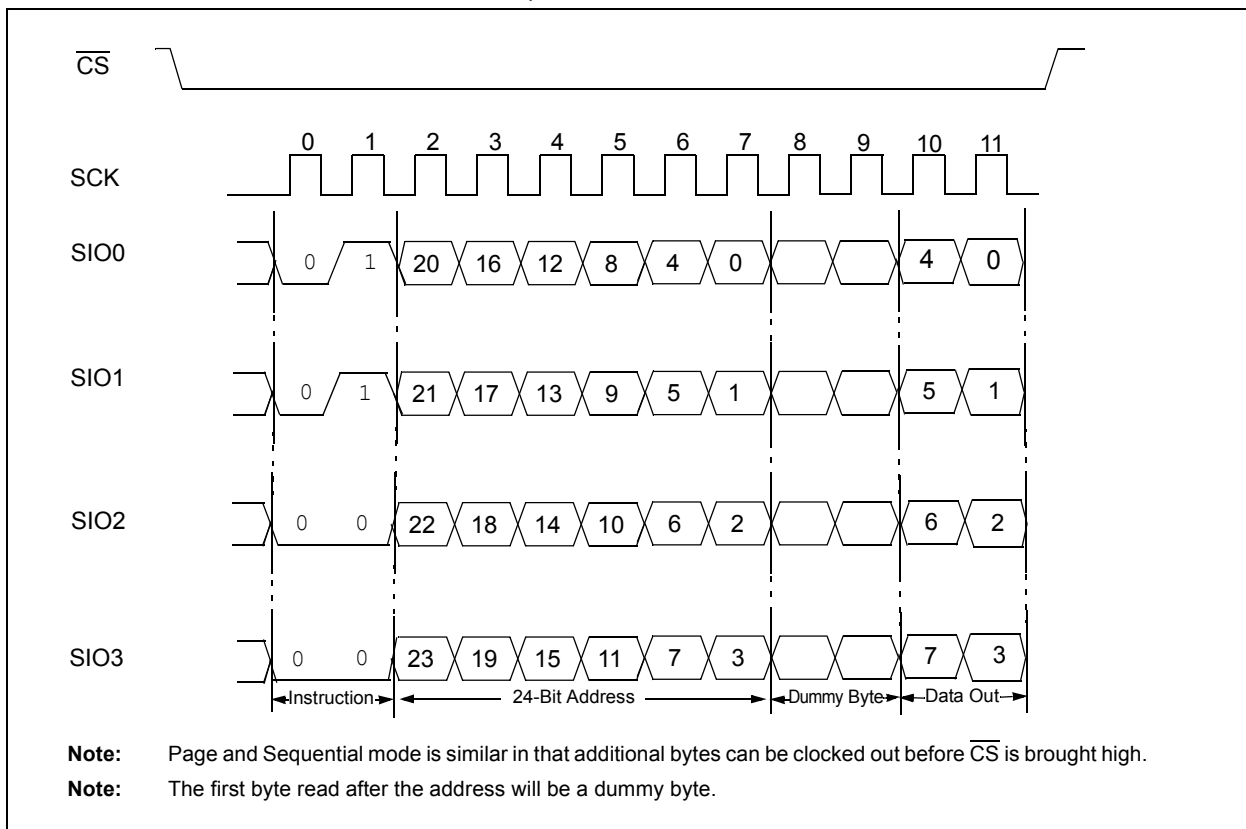 CS
0 1 2 3 4 5 6 7 8 9 10 11
SCK
SIO0 0 1 20 16 12 8 4 0 4 0
SIO1 0 1 21 17 13 9 5 1 5 1
SIO2 0 0 22 18 14 10 6 2 6 2
SIO3 0 0 23 19 15 11 7 3 7 3
Instruction 24-Bit Address Dummy Byte Data Out
Note: Page and Sequential mode is similar in that additional bytes can be clocked out before CS is brought high.
Note: The first byte read after the address will be a dummy byte.